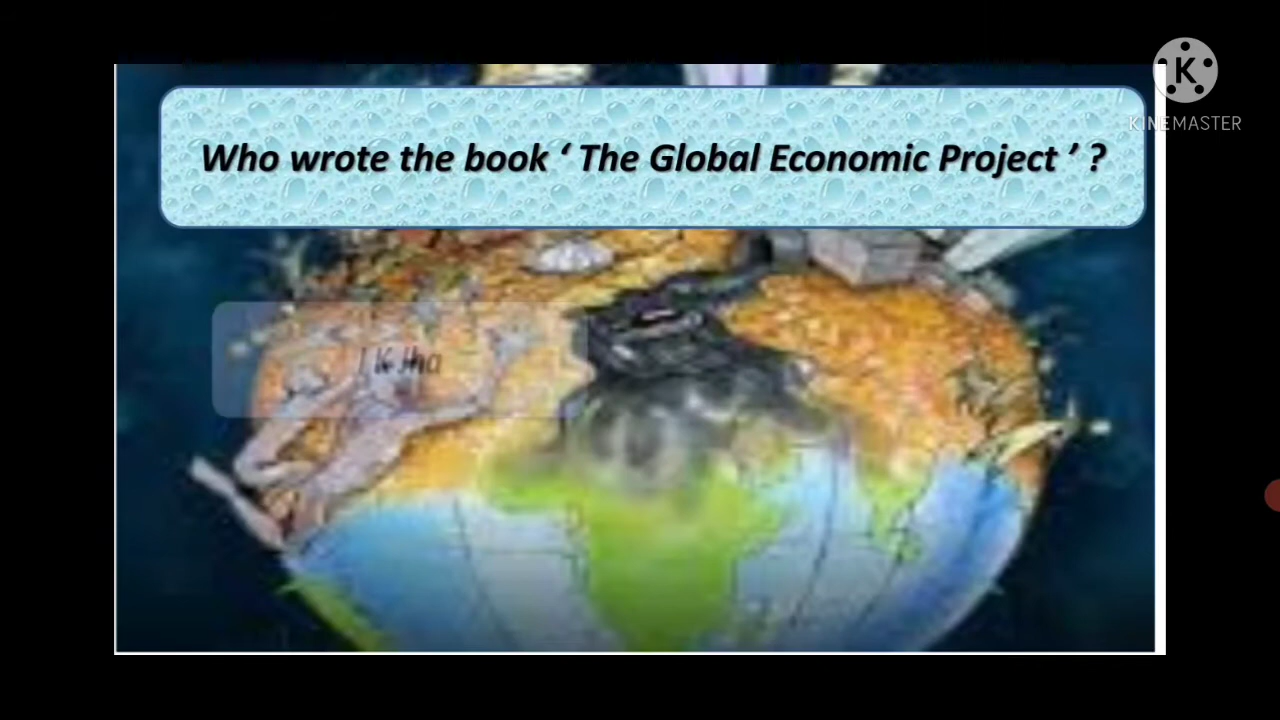 Who wrote the book ‘ The Global Economic Project ’ ?
KINEMASTER